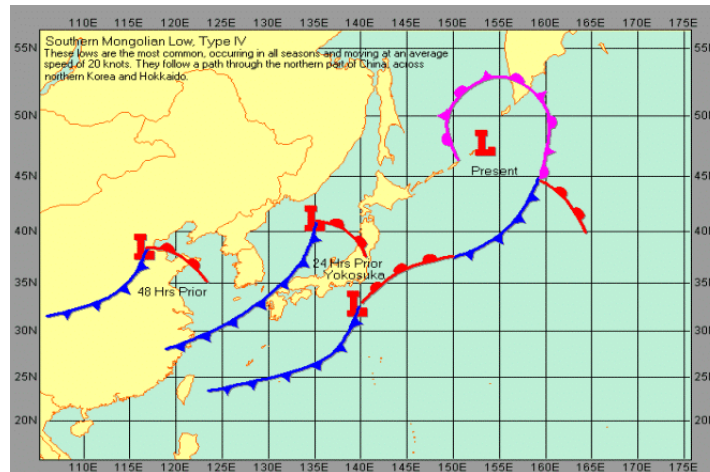 110E 115E 120E 125E 130E 135E 140E 145E 150E 155E 160E 165E 170E 175E
55N Southern Mongolian Low, Type IV 55N
These lows are the most common, occurring in all seasons and moving at an average
speed of 20 knots. They follow a path through the northern part of China, across
northern Korea and Hokkaido.
50N 50N
L
Present
45N 45N
L
40N 40N
L
24 Hrs Prior
Yokosuka
35N 48 Hrs Prior 35N
L
30N 30N
25N 25N
20N 20N
110E 115E 120E 125E 130E 135E 140E 145E 150E 155E 160E 165E 170E 175E